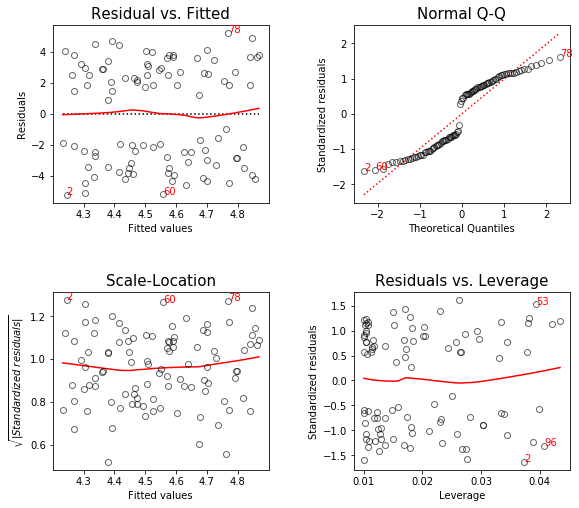 Residual vs. Fitted
Normal Q-Q
Residuals
4
2
0
−2
−4
78
2
60
4.3 4.4 4.5 4.6 4.7 4.8
Fitted values
Standardized residuals
2
1
0
−1
−2
78
2
60
−2 −1 0 1 2
Theoretical Quantiles
Scale-Location
Residuals vs. Leverage
√|Standardized residuals|
1.2
1.0
0.8
0.6
2
60
78
4.3 4.4 4.5 4.6 4.7 4.8
Fitted values
Standardized residuals
1.5
1.0
0.5
0.0
−0.5
−1.0
−1.5
53
96
2
0.01 0.02 0.03 0.04
Leverage